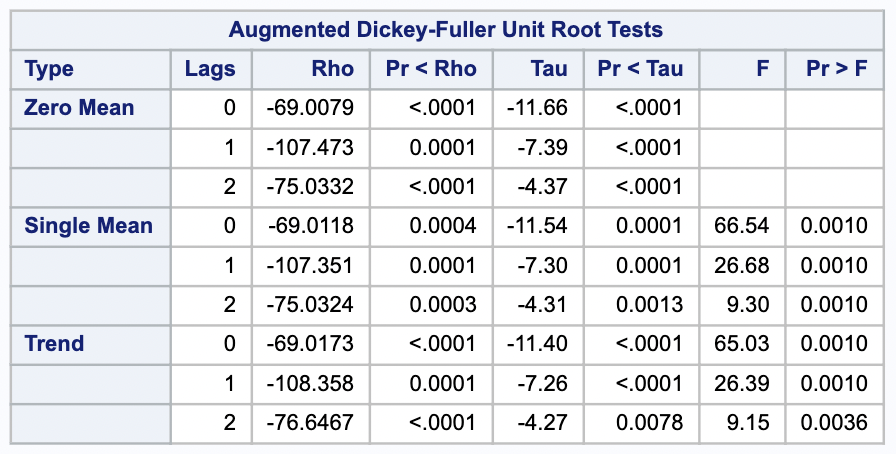 Augmented Dickey-Fuller Unit Root Tests
Type Lags Rho Pr < Rho Tau Pr < Tau F Pr > F
Zero Mean 0 -69.0079 <.0001 -11.66 <.0001
1 -107.473 0.0001 -7.39 <.0001
2 -75.0332 <.0001 -4.37 <.0001
Single Mean 0 -69.0118 0.0004 -11.54 0.0001 66.54 0.0010
1 -107.351 0.0001 -7.30 0.0001 26.68 0.0010
2 -75.0324 0.0003 -4.31 0.0013 9.30 0.0010
Trend 0 -69.0173 <.0001 -11.40 <.0001 65.03 0.0010
1 -108.358 0.0001 -7.26 <.0001 26.39 0.0010
2 -76.6467 <.0001 -4.27 0.0078 9.15 0.0036